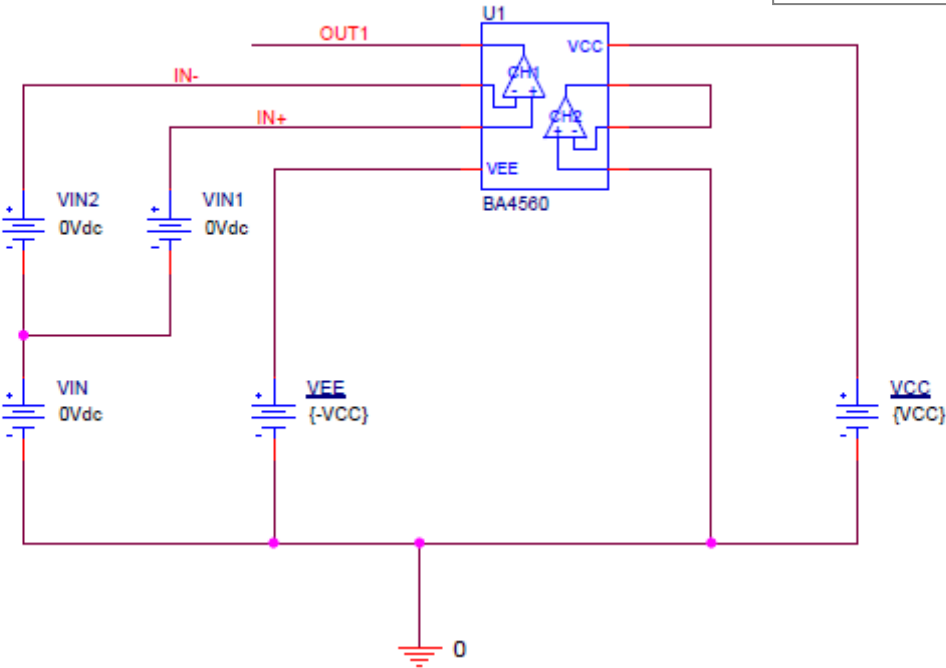 U1
OUT1
VCC
IN-
CH1
- +
IN+
CH2
+ -
VEE
BA4560
VIN2
0Vdc
+
-
VIN1
0Vdc
+
-
VIN
0Vdc
+
-
VEE
{-VCC}
+
-
VCC
{VCC}
+
-
0